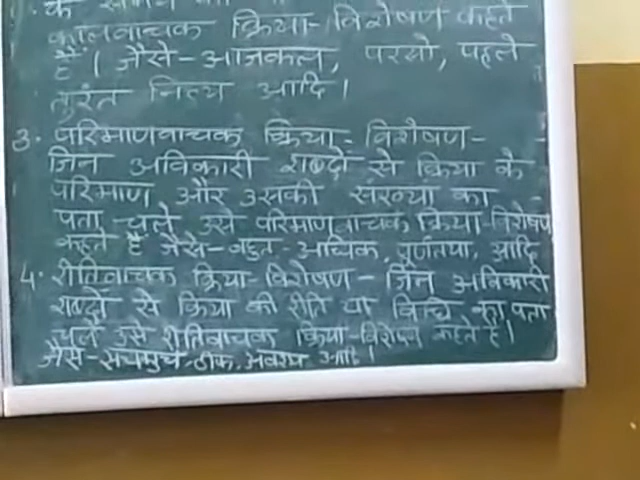 के समय का
कालवाचक क्रिया-विशेषण कहते
हैं। जैसे-आजकल, परसो, पहले
तुरंत नित्य आदि।
3. परिमाणवाचक क्रिया- विशेषण-
जिन अविकारी शब्दो से क्रिया के
परिमाण और उसकी संख्या का
पता चले उसे परिमाणवाचक क्रिया-विशेषण
कहते हैं जैसे-बहुत-अधिक, पूर्णतया, आदि
4. रीतिवाचक क्रिया-विशेषण- जिन अविकारी
शब्दो से क्रिया की रीति या विधि का पता
चले उसे रीतिवाचक क्रिया-विशेषण कहते है।
जैसे-सचमुच-ठीक, अवश्य आदि।